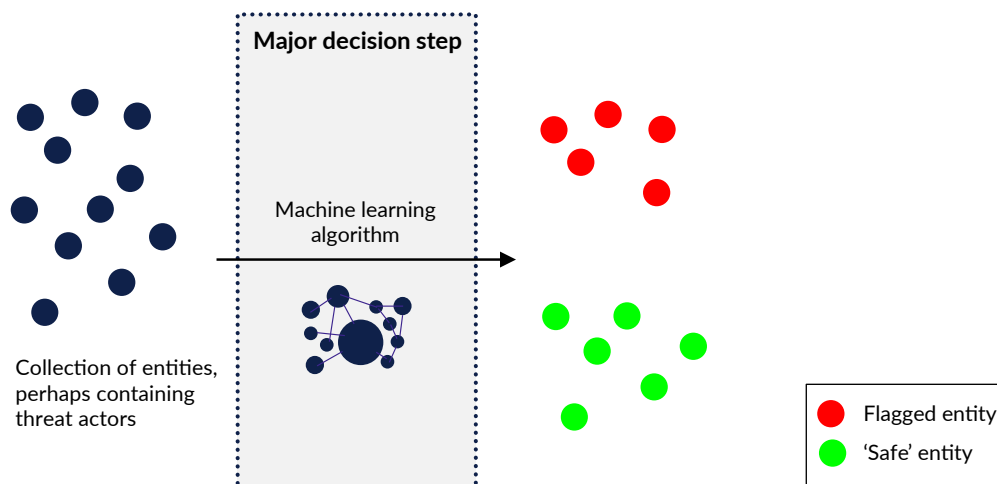 Major decision step
Machine learning
algorithm
Collection of entities,
perhaps containing
threat actors
Flagged entity
‘Safe’ entity